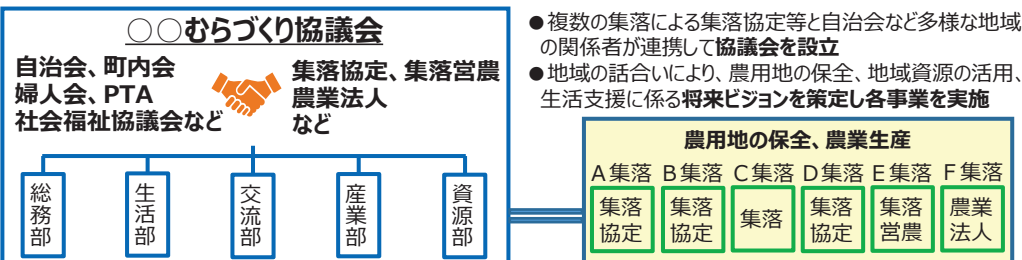 ○○むらづくり協議会
自治会、町内会
婦人会、PTA
社会福祉協議会など
集落協定、集落営農
農業法人
など
総務部
生活部
交流部
産業部
資源部
●複数の集落による集落協定等と自治会など多様な地域
の関係者が連携して協議会を設立
●地域の話合いにより、農用地の保全、地域資源の活用、
生活支援に係る将来ビジョンを策定し各事業を実施
農用地の保全、農業生産
A集落 B集落 C集落 D集落 E集落 F集落
集落協定
集落協定
集落
集落協定
集落営農
農業法人